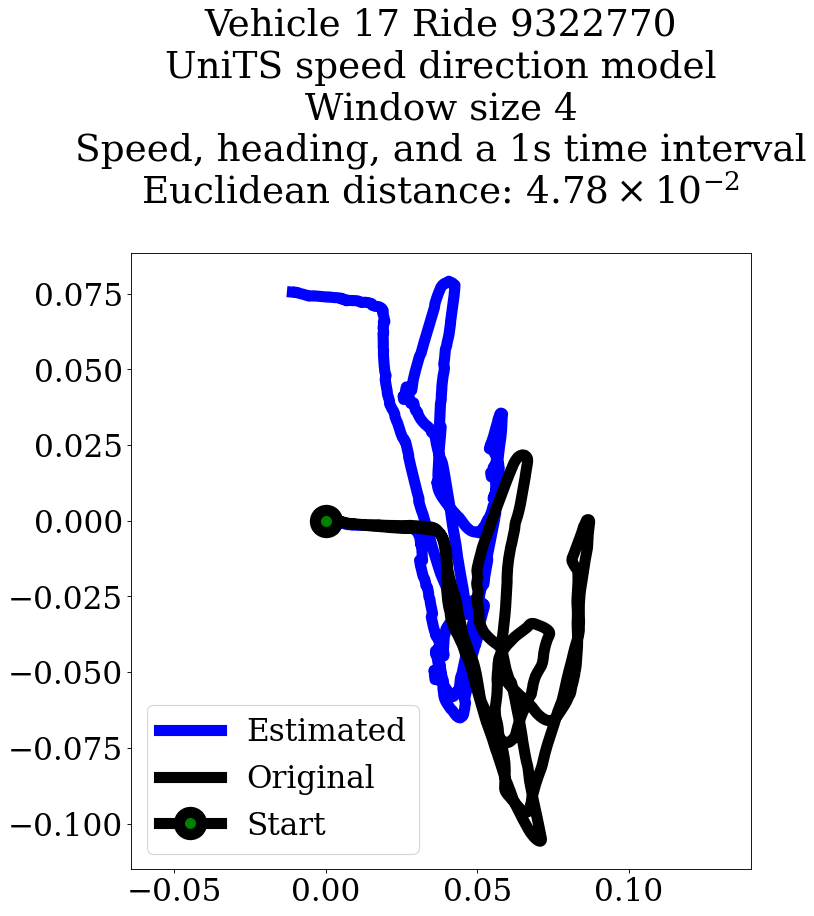 Vehicle 17 Ride 9322770
UniTS speed direction model
Window size 4
Speed, heading, and a 1s time interval
Euclidean distance: 4.78 × 10⁻²
0.075
0.050
0.025
0.000
−0.025
−0.050
−0.075
−0.100
Estimated
Original
Start
−0.05 0.00 0.05 0.10